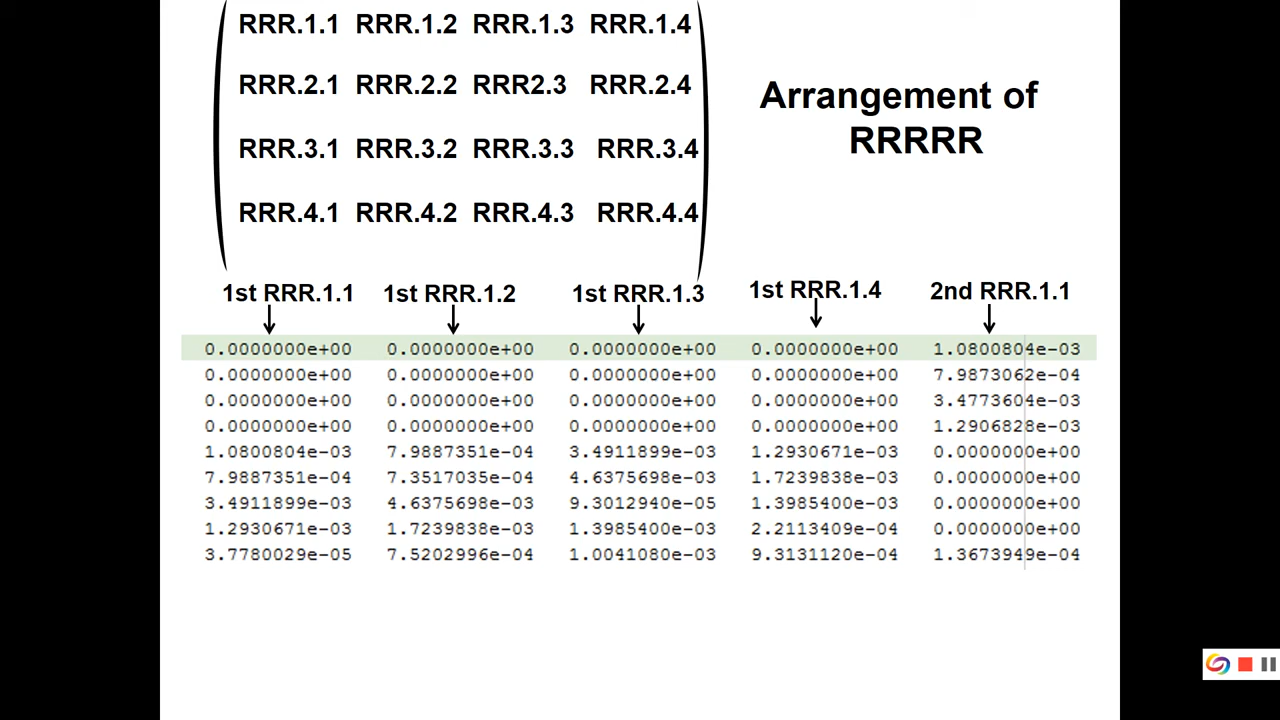 RRR.1.1 RRR.1.2 RRR.1.3 RRR.1.4
RRR.2.1 RRR.2.2 RRR2.3 RRR.2.4
RRR.3.1 RRR.3.2 RRR.3.3 RRR.3.4
RRR.4.1 RRR.4.2 RRR.4.3 RRR.4.4
Arrangement of
RRRRR
1st RRR.1.1 1st RRR.1.2 1st RRR.1.3 1st RRR.1.4 2nd RRR.1.1
0.0000000e+00 0.0000000e+00 0.0000000e+00 0.0000000e+00 1.0800804e-03
0.0000000e+00 0.0000000e+00 0.0000000e+00 0.0000000e+00 7.9873062e-04
0.0000000e+00 0.0000000e+00 0.0000000e+00 0.0000000e+00 3.4773604e-03
0.0000000e+00 0.0000000e+00 0.0000000e+00 0.0000000e+00 1.2906828e-03
1.0800804e-03 7.9887351e-04 3.4911899e-03 1.2930671e-03 0.0000000e+00
7.9887351e-04 7.3517035e-04 4.6375698e-03 1.7239838e-03 0.0000000e+00
3.4911899e-03 4.6375698e-03 9.3012940e-05 1.3985400e-03 0.0000000e+00
1.2930671e-03 1.7239838e-03 1.3985400e-03 2.2113409e-04 0.0000000e+00
3.7780029e-05 7.5202996e-04 1.0041080e-03 9.3131120e-04 1.3673949e-04